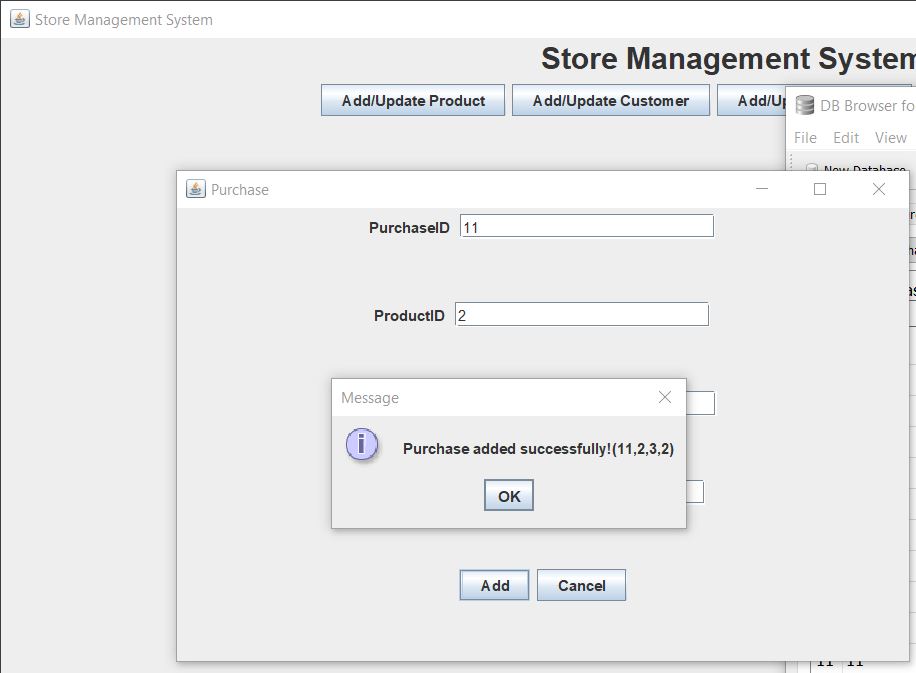 Store Management System
Store Management System
Add/Update Product
Add/Update Customer
Add/Up
DB Browser fo
File Edit View
New Database
Purchase
PurchaseID 11
ProductID 2
Message
Purchase added successfully!(11,2,3,2)
OK
Add
Cancel
11 11